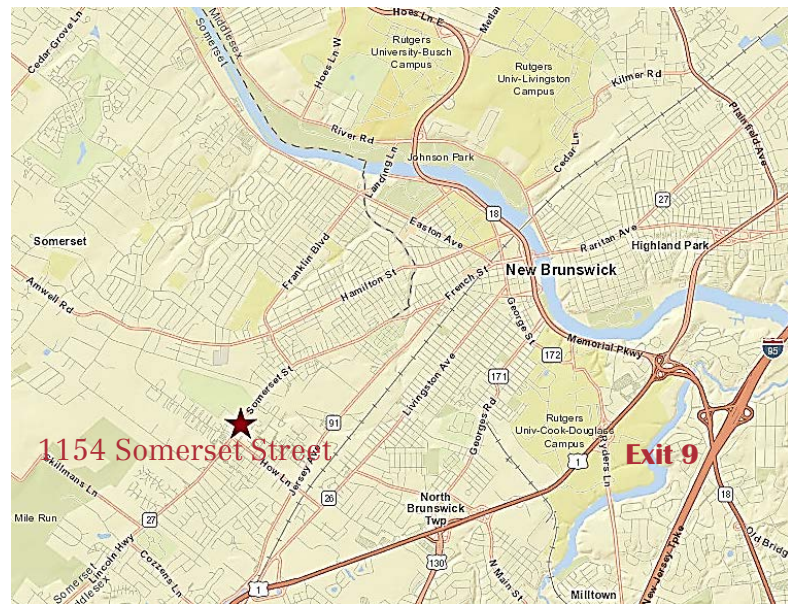 Cedar Grove Ln
Middlesex
Somerset
Hoes Ln W
Hoes Ln E
Rutgers
University-Busch
Campus
Rutgers
Univ-Livingston
Campus
Kilmer Rd
Plainfield Ave
River Rd
Landing Ln
Johnson Park
Cedar Ln
18
27
Easton Ave
Raritan Ave
Highland Park
Somerset
Franklin Blvd
Hamilton St
French St
New Brunswick
Amwell Rd
George St
Memorial Pkwy
95
172
Livingston Ave
171
Somerset St
91
Georges Rd
Rutgers
Univ-Cook-Douglass
Campus
Ryders Ln
1154 Somerset Street
Exit 9
1
How Ln
Jersey Ave
Skillmans Ln
26
North
Brunswick
Twp
18
Mile Run
27
Lincoln Hwy
Cozzens Ln
130
N Main St
New Jersey Tpke
Old Bridge
Somerset
Middlesex
1
Milltown